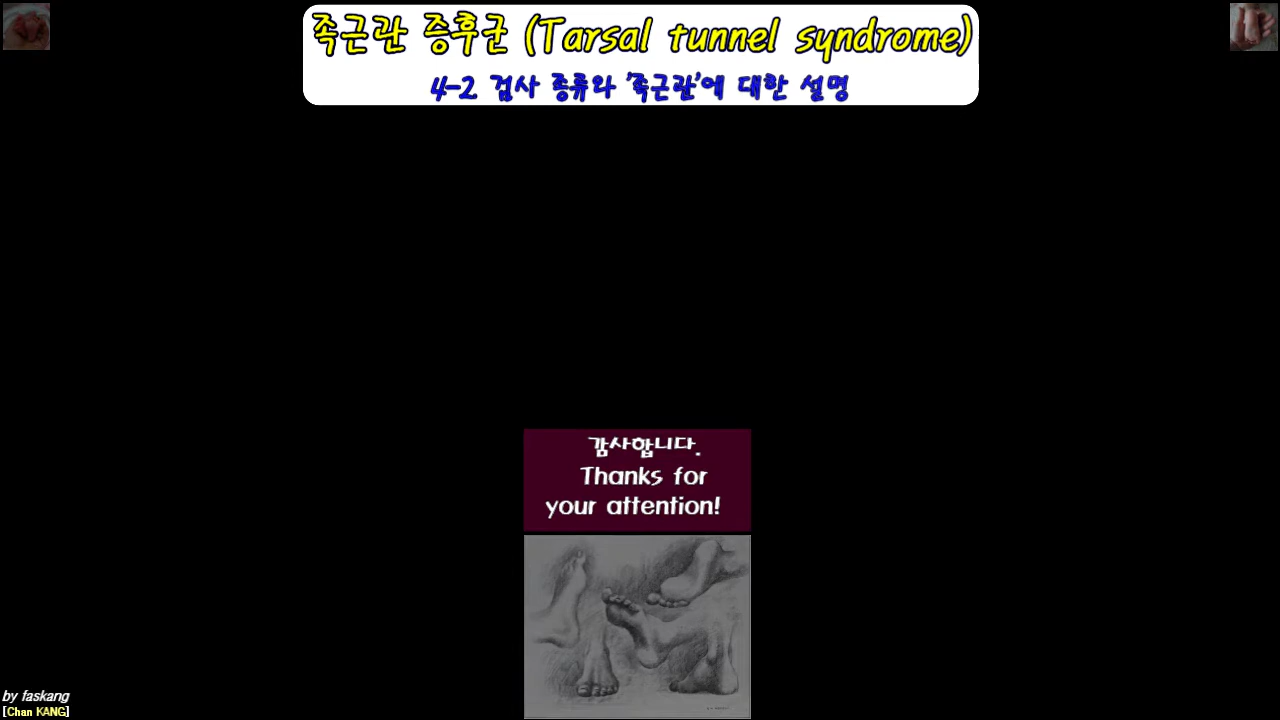 족근관 증후군 (Tarsal tunnel syndrome)
4-2 검사 종류와 '족근관'에 대한 설명
감사합니다.
Thanks for
your attention!
by faskang
[Chan KANG]